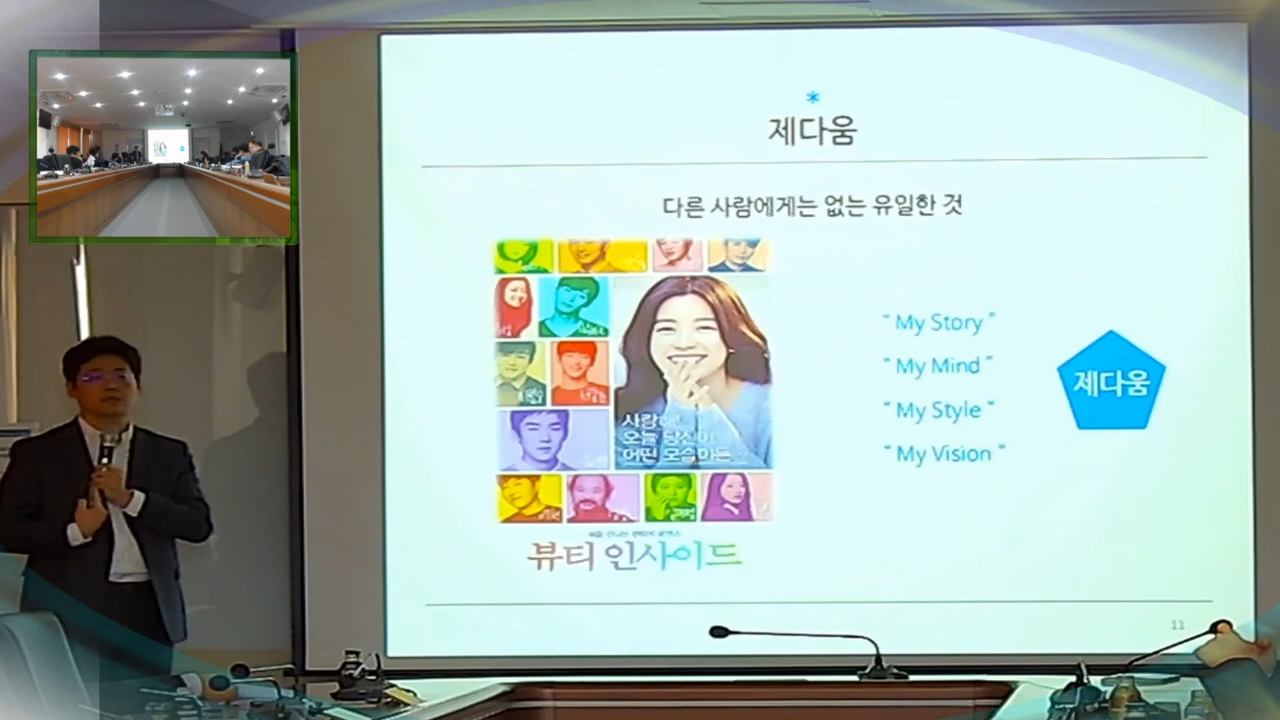 *
제다움
다른 사람에게는 없는 유일한 것
사랑해!
오늘 당신이
어떤 모습이든...
뷰티 인사이드
" My Story "
" My Mind "
" My Style "
" My Vision "
제다움
11